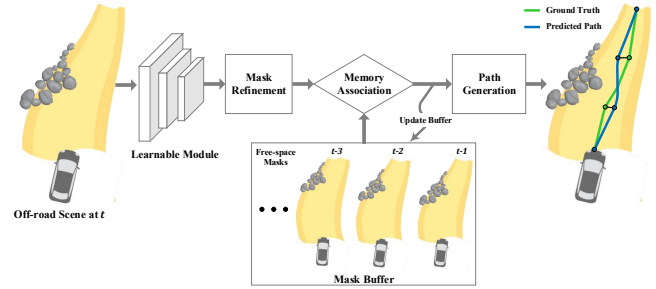 Ground Truth
Predicted Path
Mask
Refinement
Memory
Association
Path
Generation
Update Buffer
Learnable Module
Free-space
Masks
t-3
t-2
t-1
Off-road Scene at t
Mask Buffer